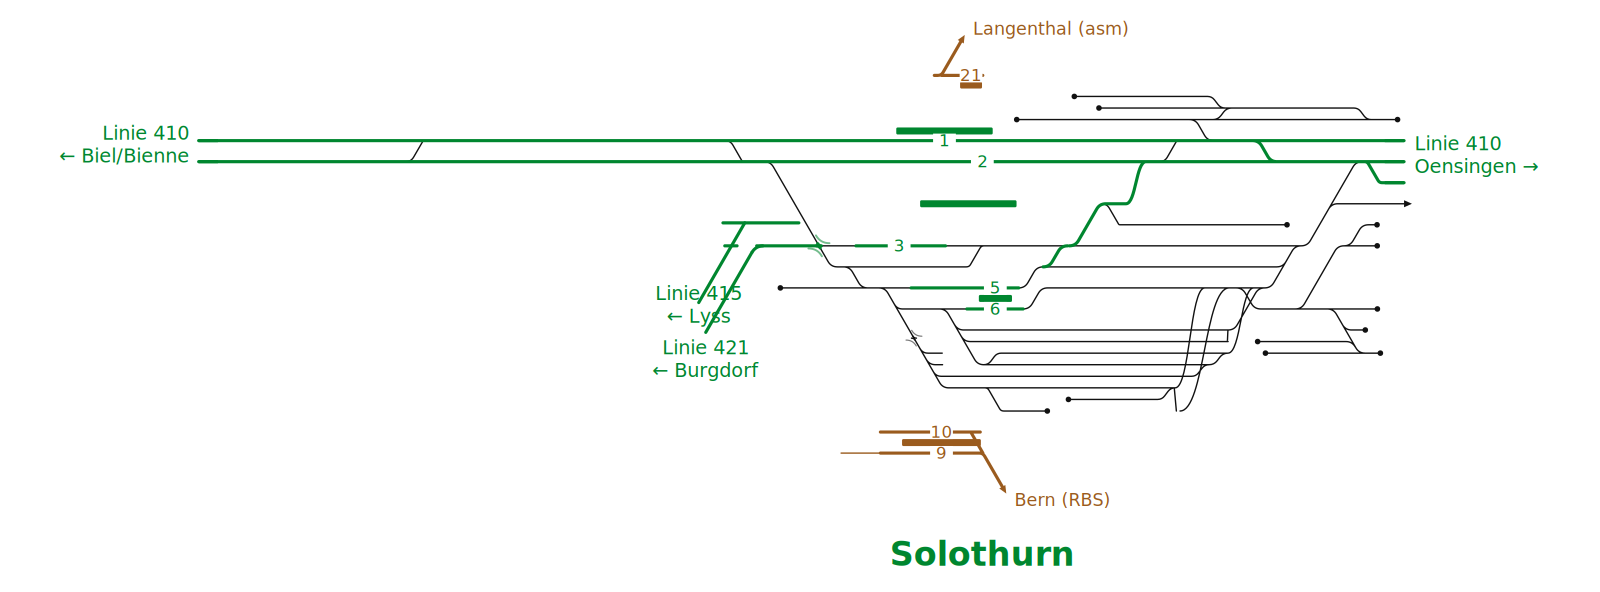 Langenthal (asm)
21
Linie 410
← Biel/Bienne
1
2
Linie 410
Oensingen →
3
Linie 415
← Lyss
5
6
Linie 421
← Burgdorf
10
9
Bern (RBS)
Solothurn